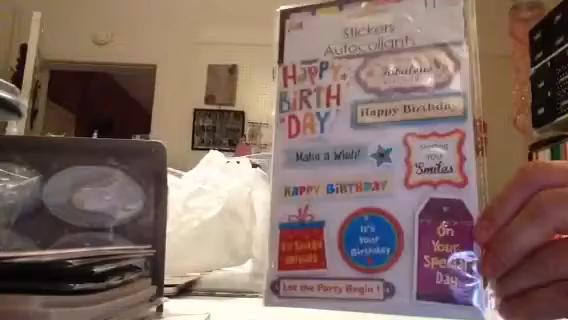 Stickers
Autocollants
HAPPY
BiRTH
DAY
fabulous
Happy Birthday
Make a Wish!
Sending
you
Smiles
HAPPY BIRTHDAY
It's
Your
Birthday
On
Your
Special
Day
Let the Party Begin !